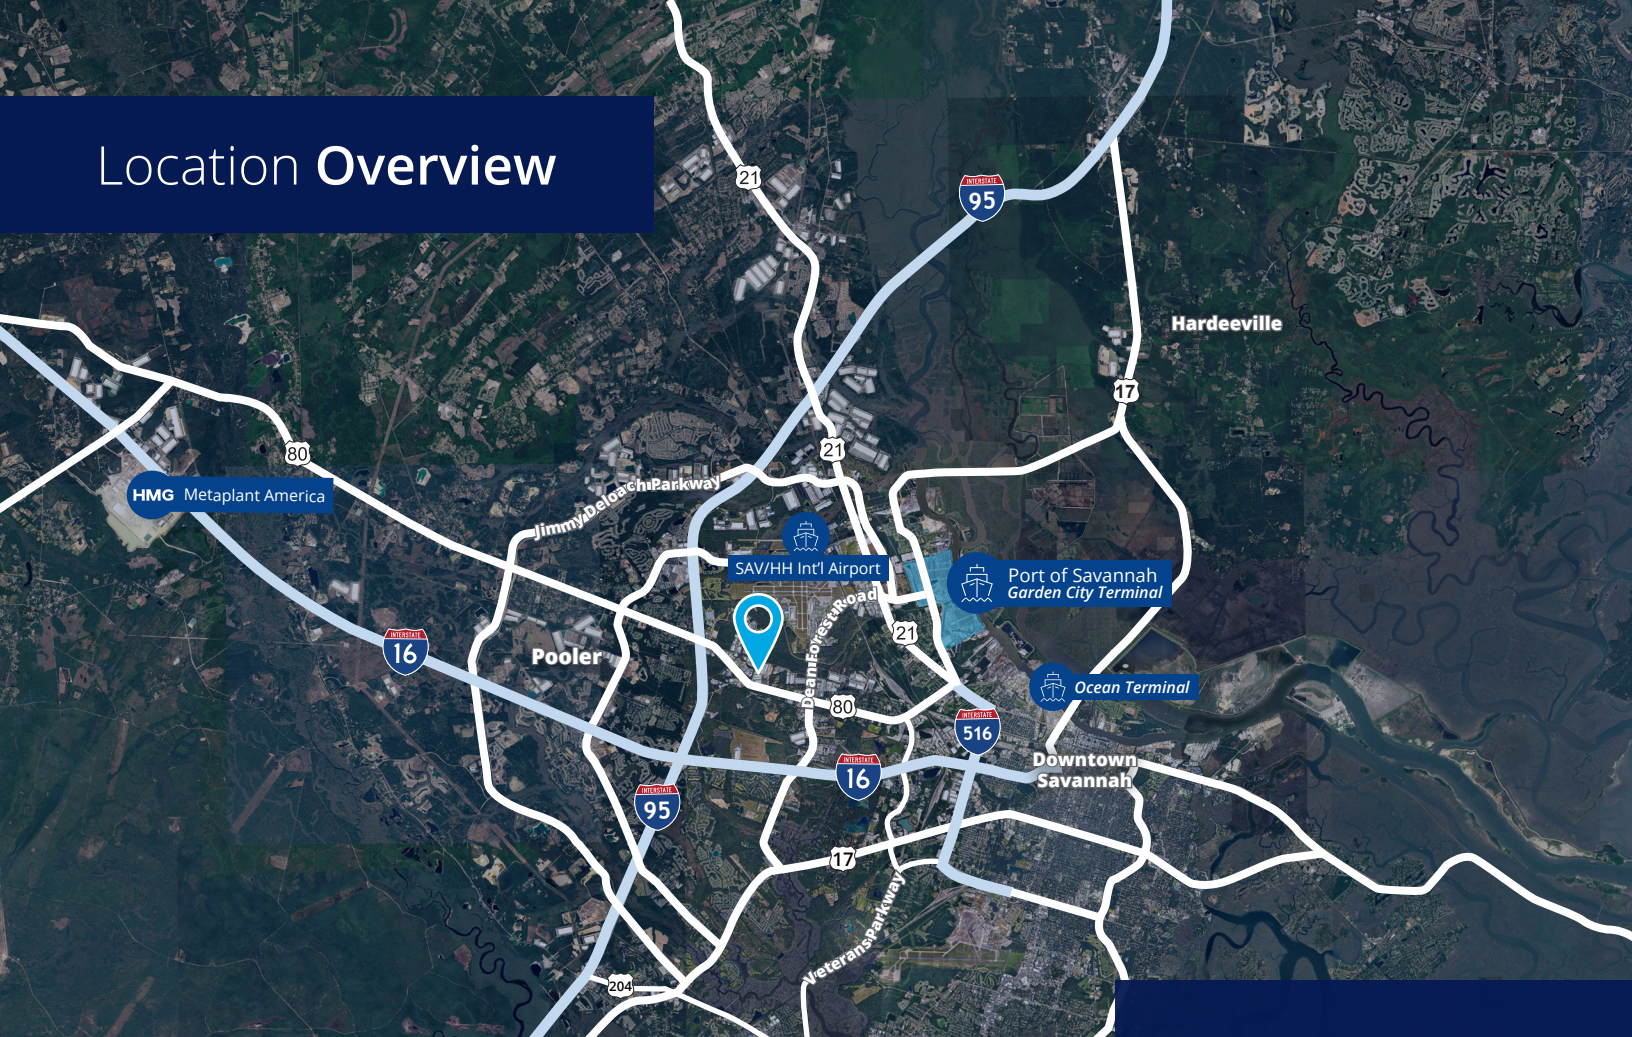 Location Overview
21
INTERSTATE
95
Hardeeville
17
21
80
HMG Metaplant America
Jimmy Deloach Parkway
SAV/HH Int'l Airport
Port of Savannah
Garden City Terminal
Dean Forest Road
21
INTERSTATE
16
Pooler
Ocean Terminal
80
INTERSTATE
516
Downtown
Savannah
INTERSTATE
16
INTERSTATE
95
17
Veterans Parkway
204